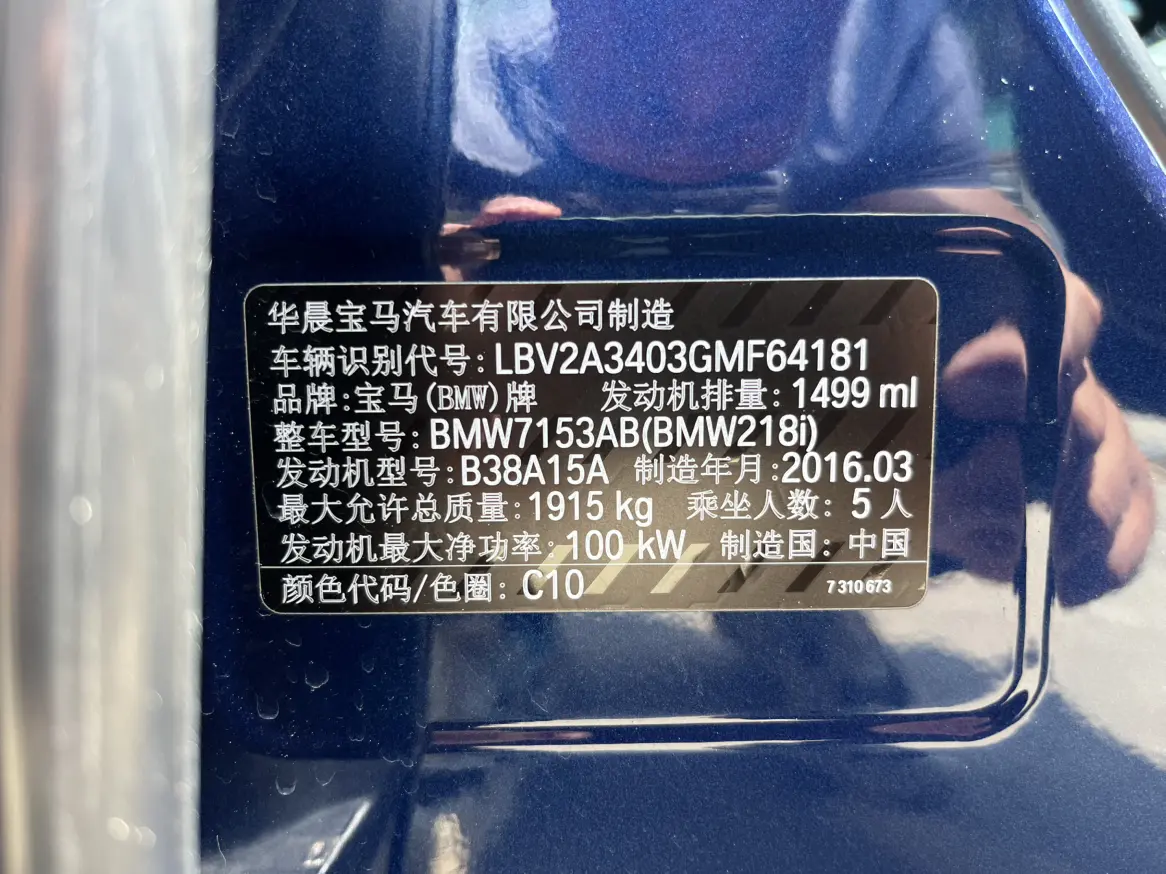 华晨宝马汽车有限公司制造
车辆识别代号：LBV2A3403GMF64181
品牌：宝马(BMW)牌 发动机排量：1499 ml
整车型号：BMW7153AB(BMW218i)
发动机型号：B38A15A 制造年月：2016.03
最大允许总质量：1915 kg 乘坐人数：5 人
发动机最大净功率：100 kW 制造国：中国
颜色代码/色圈：C10 7 310 673